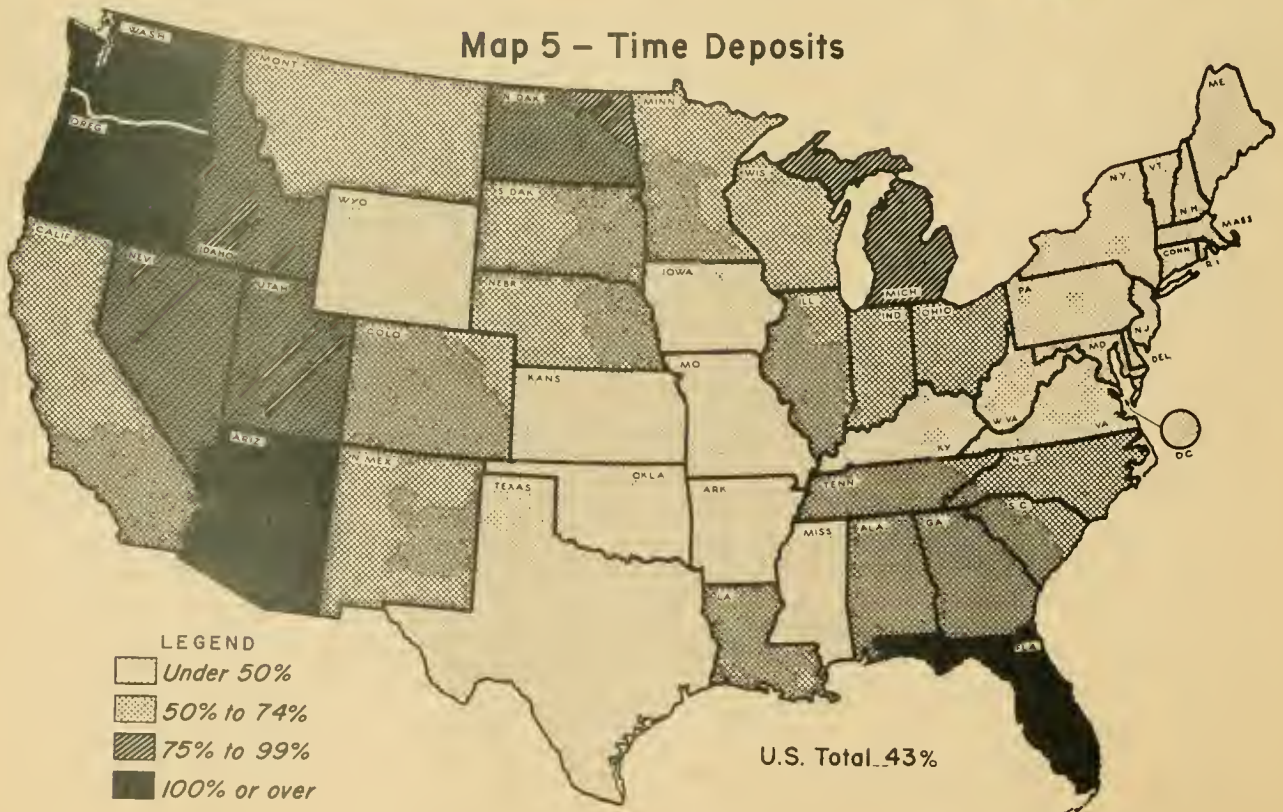 Map 5 – Time Deposits
WASH
OREG
CALIF
NEV
IDAHO
MONT
WYO
UTAH
COLO
ARIZ
N MEX
N DAK
S DAK
NEBR
KANS
OKLA
TEXAS
MINN
IOWA
MO
ARK
LA
WIS
ILL
MICH
IND
OHIO
KY
TENN
MISS
ALA
GA
FLA
S C
N C
VA
W VA
MD
DEL
DC
PA
NJ
NY
CONN
R I
MASS
VT.
N H
ME
LEGEND
Under 50%
50% to 74%
75% to 99%
100% or over
U.S. Total 43%